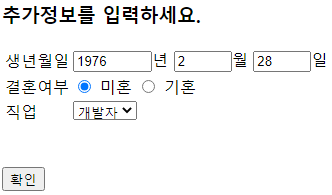 추가정보를 입력하세요.
생년월일 1976 년 2 월 28 일
결혼여부 미혼 기혼
직업 개발자
확인